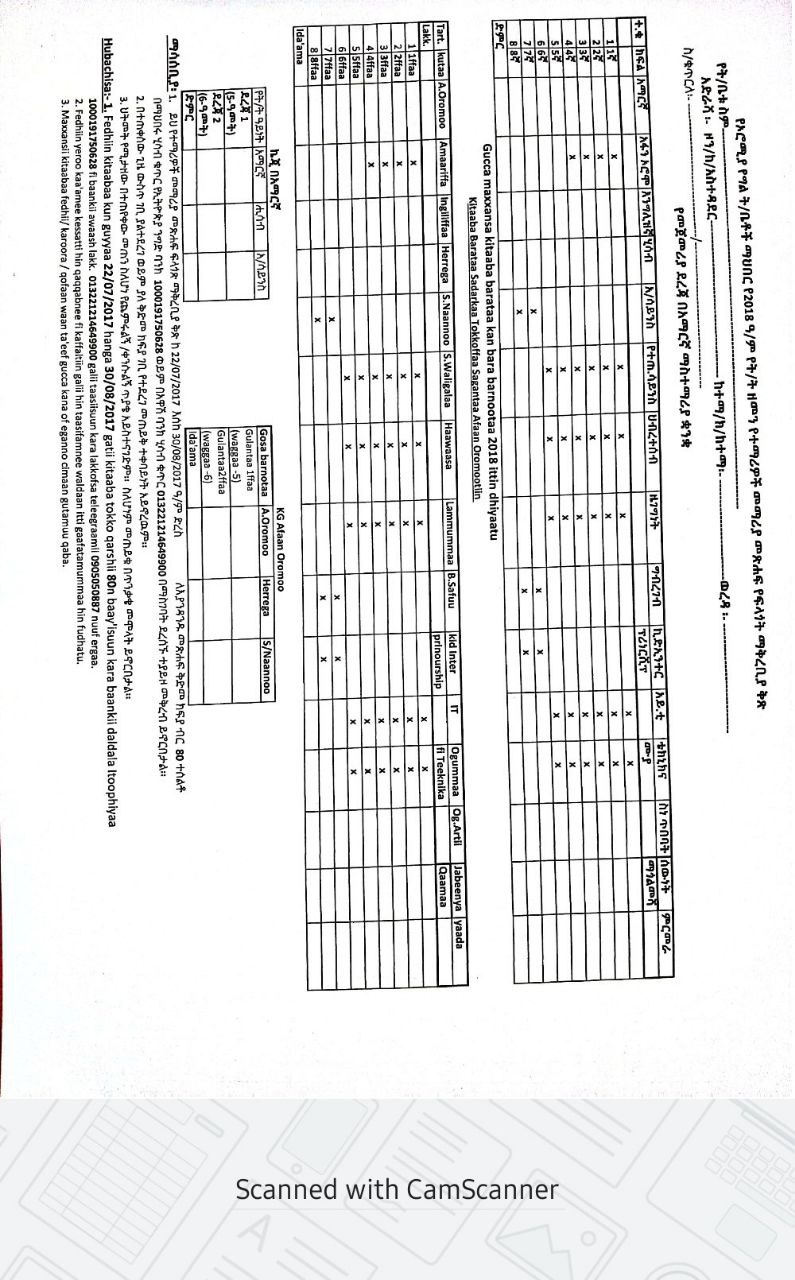 የኦሮሚያ የግል ት/ቤቶች ማህበር የ2018 ዓ/ም የት/ት ዘመን የተማሪዎች መማሪያ መጽሐፍ የፍላጎት ማቅረቢያ ቅጽ
የት/ቤቱ ስም
አድራሻ ፡- ዞን/ከ/አስተዳደር ከተማ/ክ/ከተማ፡- ወረዳ ፡-
ስ/ቁጥርለ፡- /
የመጀመሪያ ደረጃ በአማርኛ ማስተማሪያ ቋንቋ
ተ.ቁ ክፍል አማርኛ አፋን ኦሮሞ እንግሊዝኛ ሂሳብ አ/ሳይንስ የተጠ.ሳይንስ ህብረተሰብ ዜግግነት ግብረገብ ኪድኢንተር አይ.ቲ ቴክኒክና ስነ ጥበባት ሰውነት ምርመራ
ፕሪነርሺፕ ሙያ ማጎልመሻ
1 1ኛ x x x x x x
2 2ኛ x x x x x x
3 3ኛ x x x x x x
4 4ኛ x x x x x x
5 5ኛ x x x x x
6 6ኛ x x x x x
7 7ኛ x x x
8 8ኛ x x x
ድምር
Gucca maxxansa kitaaba barataa kan bara barnootaa 2018 ittin dhiyaatu
Kitaaba Barataa Sadarkaa Tokkoffaa Sagantaa Afaan Oromootiin
Tart. kutaa A.Oromoo Amaariffa Ingiliffaa Herrega S.Naannoo S.Waligalaa Haawaasa Lammummaa B.Safuu kid Inter IT Ogummaa Og.Artii Jabeenya yaada
Lakk. prinourship fi Teeknika Qaamaa
1 1ffaa x x x x x x
2 2ffaa x x x x x x
3 3ffaa x x x x x x
4 4ffaa x x x x x x
5 5ffaa x x x x x
6 6ffaa x x x x x
7 7ffaa x x x
8 8ffaa x x x
Ida'ama
ኬጂ በአማርኛ
የት/ት ዓይነት አማርኛ ሒሳብ አ/ሳይንስ
ደረጃ 1
(5-ዓመት)
ደረጃ 2
(6-ዓመት)
ድምር
KG Afaan Oromoo
Gosa barnotaa A.Oromoo Herrega S/Naannoo
Gulantaa 1ffaa
(waggaa -5)
Gulantaa2ffaa
(waggaa -6)
Ida'ama
ማሳሰቢያ፡ 1. ይህ የተማሪዎች መማሪያ መጽሐፍ ፍላጎጽ ማቅረቢያ ቅጽ ከ 22/07/2017 እሰከ 30/08/2017 ዓ/ም ድረስ ለእያንዳንዱ መጽሐፍ ቅድመ ክፍያ ብር 80 ተሰልቶ
በማህበሩ ሂሳብ ቁጥር የኢትዮጵያ ንግድ ባንክ 1000191750628 ወይም በአዋሽ ባንክ ሂሳብ ቁጥር 013221214649900 በማስገባት ደረሰኙ ተያይዞ መቅረብ ይኖርበታል።
2. በተጠቀሰው ጊዜ ውስጥ ገቢ ያልተደረገ ወይም ያለ ቅድመ ክፍያ ገቢ የተደረገ መጠይቅ ተቀባይነት አይኖረውም።
3. ህትመት የሚታዘው በተጠየቀው መጠን ስለሆነ የጨምሩልኝ /ቀንሱልኝ ጥያቄ አይስተናገድም። ስለሆነም መጠይቁ በጥንቃቄ መሞላት ይኖርበታል።
Hubachisa:- 1. Fedhiin kitaabaa kun guyyaa 22/07/2017 hanga 30/08/2017 gatii kitaaba tokko qarshii 80n baay'isuun kara baankii daldala Itoophiyaa
1000191750628 fi baankii awaash lakk. 013221214649900 galii taasiisuun kara lakkofsa teleegraamii 0905050887 nuuf ergaa.
2. Fedhiin yeroo kaa'amee kessatti hin qaqqabnee fi kaffaltiin galii hin taasifamnee waldaan itti gaafatamummaa hin fudhatu.
3. Maxxansii kitaabaa fedhii/ karoora / qofaan waan ta'eef gucca kana of eganno cimaan gutamuu qaba.
Scanned with CamScanner